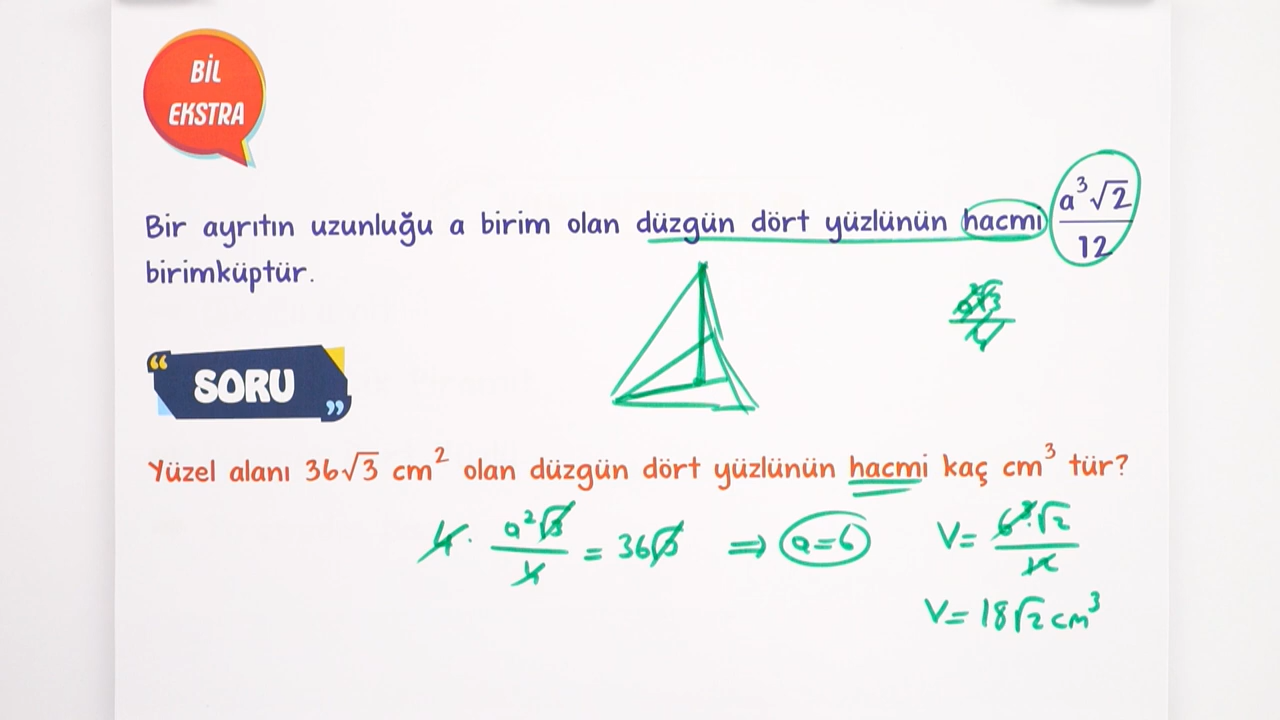 BİL
EKSTRA
Bir ayrıtın uzunluğu a birim olan düzgün dört yüzlünün hacmi a³√2/12
birimküptür.
SORU
Yüzel alanı 36√3 cm² olan düzgün dört yüzlünün hacmi kaç cm³ tür?
4 · a²√3/4 = 36√3 ⇒ a=6
V= 6³·√2/12
V= 18√2 cm³